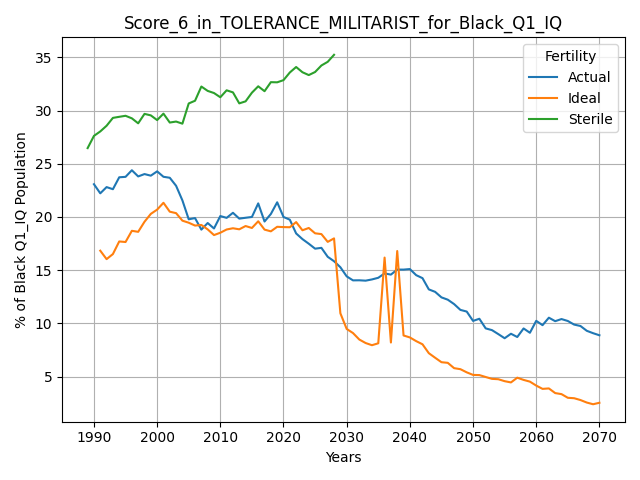 Score_6_in_TOLERANCE_MILITARIST_for_Black_Q1_IQ
Fertility
Actual
Ideal
Sterile
% of Black Q1_IQ Population
35
30
25
20
15
10
5
1990 2000 2010 2020 2030 2040 2050 2060 2070
Years